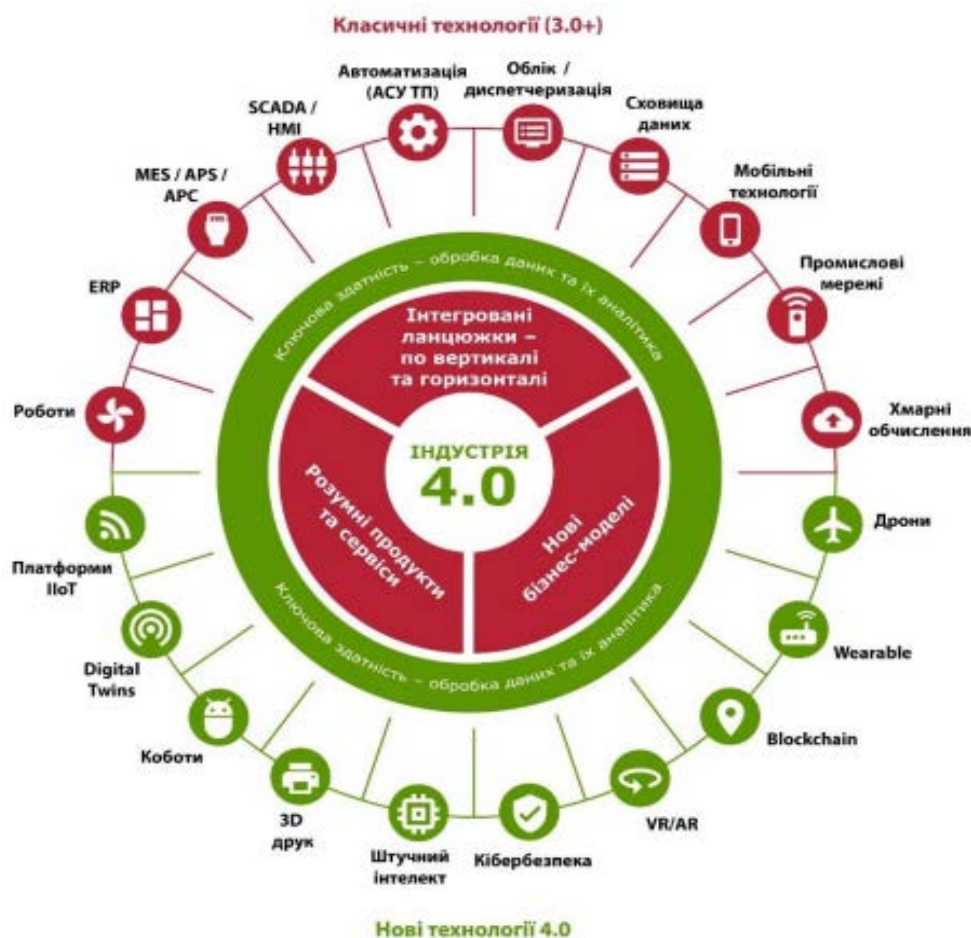 Класичні технології (3.0+)
Автоматизація
(АСУ ТП)
Облік /
диспетчеризація
SCADA /
HMI
Сховища
даних
MES / APS /
APC
Мобільні
технології
ERP
Промислові
мережі
Роботи
Хмарні
обчислення
Ключова здатність – обробка даних та їх аналітика
Інтегровані
ланцюжки –
по вертикалі
та горизонталі
ІНДУСТРІЯ
4.0
Розумні продукти
та сервіси
Нові
бізнес-моделі
Ключова здатність – обробка даних та їх аналітика
Платформи
IIoT
Дрони
Digital
Twins
Wearable
Коботи
Blockchain
3D
друк
VR/AR
Штучний
інтелект
Кібербезпека
Нові технології 4.0